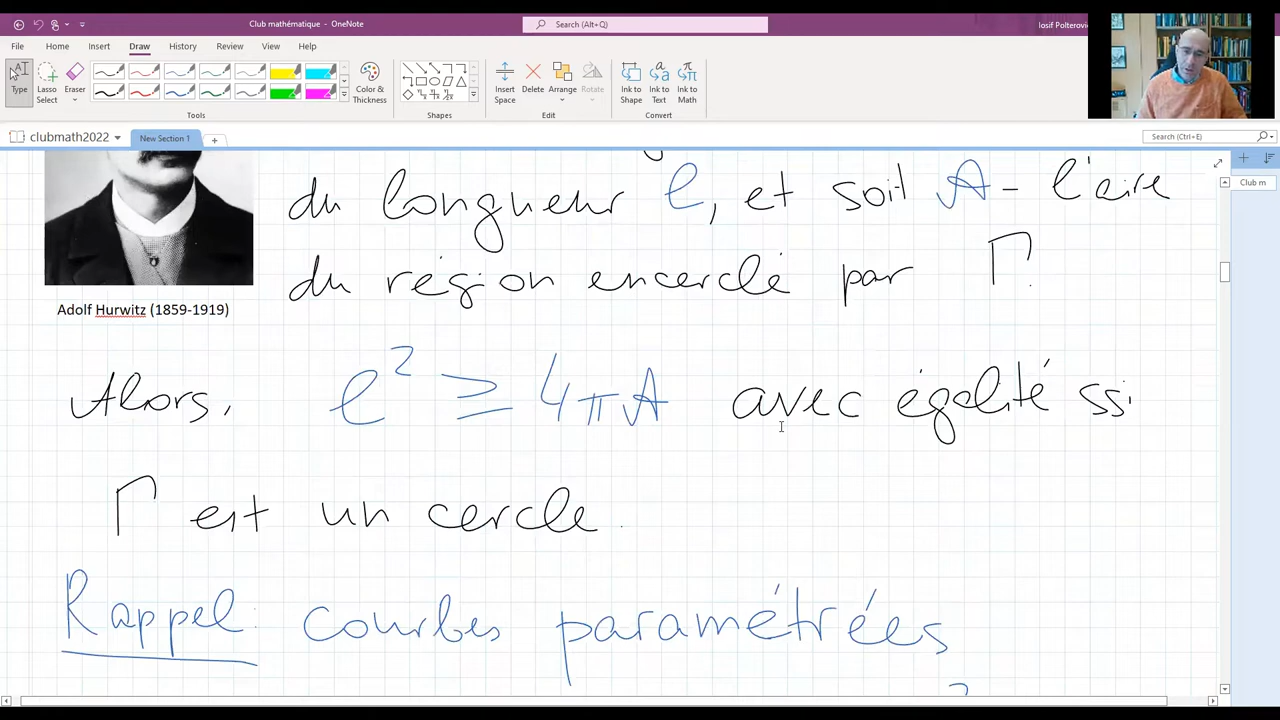 Club mathématique - OneNote
Search (Alt+Q)
Iosif Polterovi
File Home Insert Draw History Review View Help
Type
Lasso Select
Eraser
Color & Thickness
Insert Space
Delete
Arrange
Rotate
Ink to Shape
Ink to Text
Ink to Math
Tools
Shapes
Edit
Convert
clubmath2022
New Section 1
Search (Ctrl+E)
Club m
du longueur l, et soit A - l'aire
du région encerclé par Γ.
Adolf Hurwitz (1859-1919)
Alors, l² ≥ 4πA avec égalité ssi
Γ est un cercle.
Rappel: courbes paramétrées